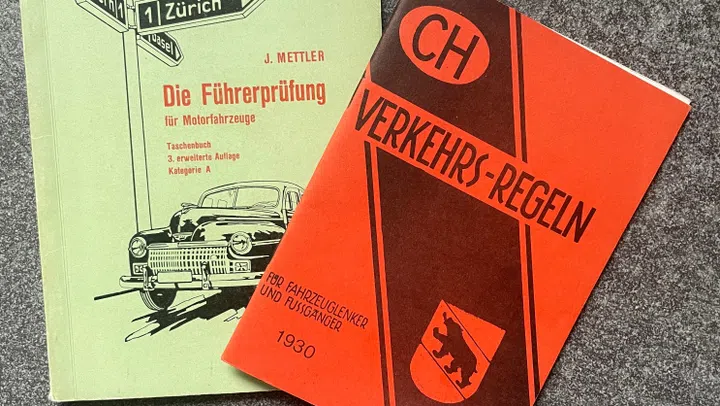 1 Zürich
J. METTLER
Die Führerprüfung
für Motorfahrzeuge
Taschenbuch
3. erweiterte Auflage
Kategorie A
CH
VERKEHRS-REGELN
FÜR FAHRZEUGLENKER
UND FUSSGÄNGER
1930